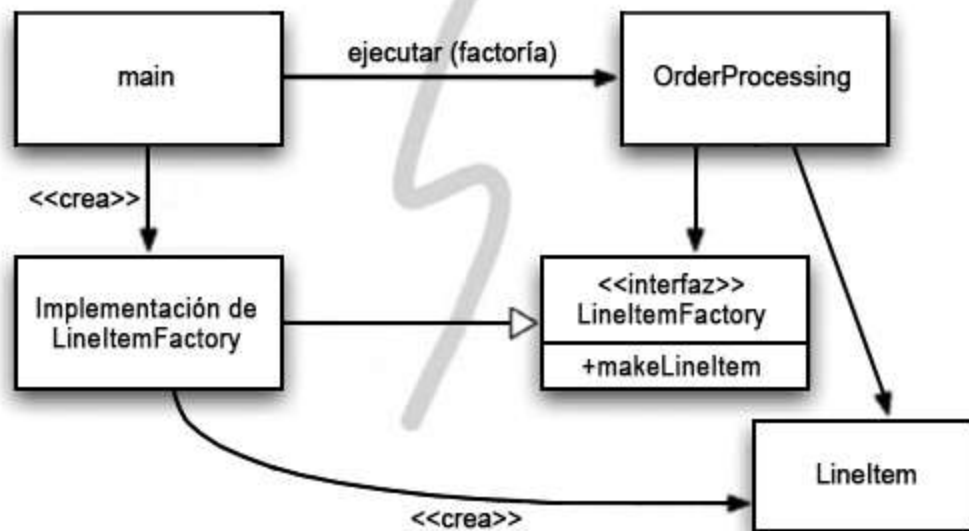 main
ejecutar (factoría)
OrderProcessing
<<crea>>
Implementación de
LineItemFactory
<<interfaz>>
LineItemFactory
+makeLineItem
LineItem
<<crea>>